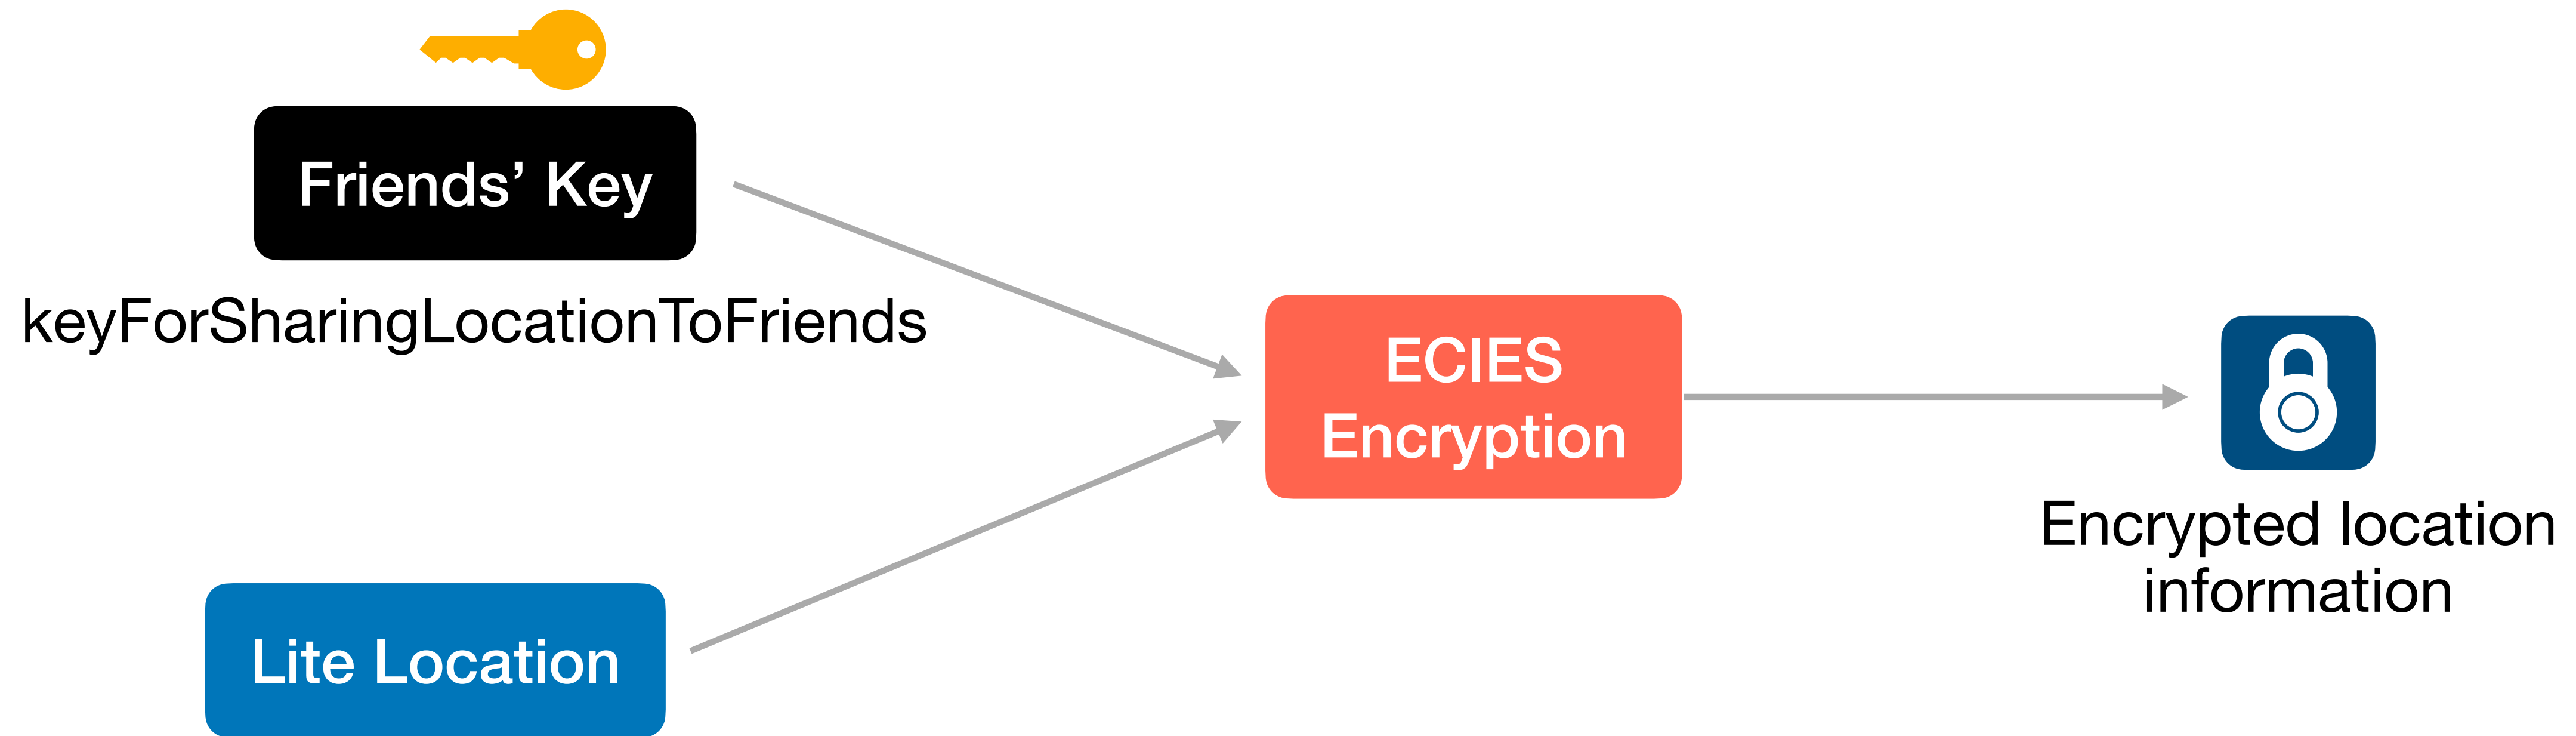 Friends’ Key
keyForSharingLocationToFriends
ECIES
Encryption
Encrypted location
information
Lite Location